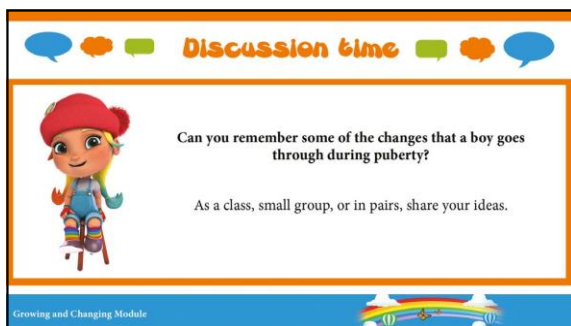 Discussion time
Can you remember some of the changes that a boy goes
through during puberty?
As a class, small group, or in pairs, share your ideas.
Growing and Changing Module